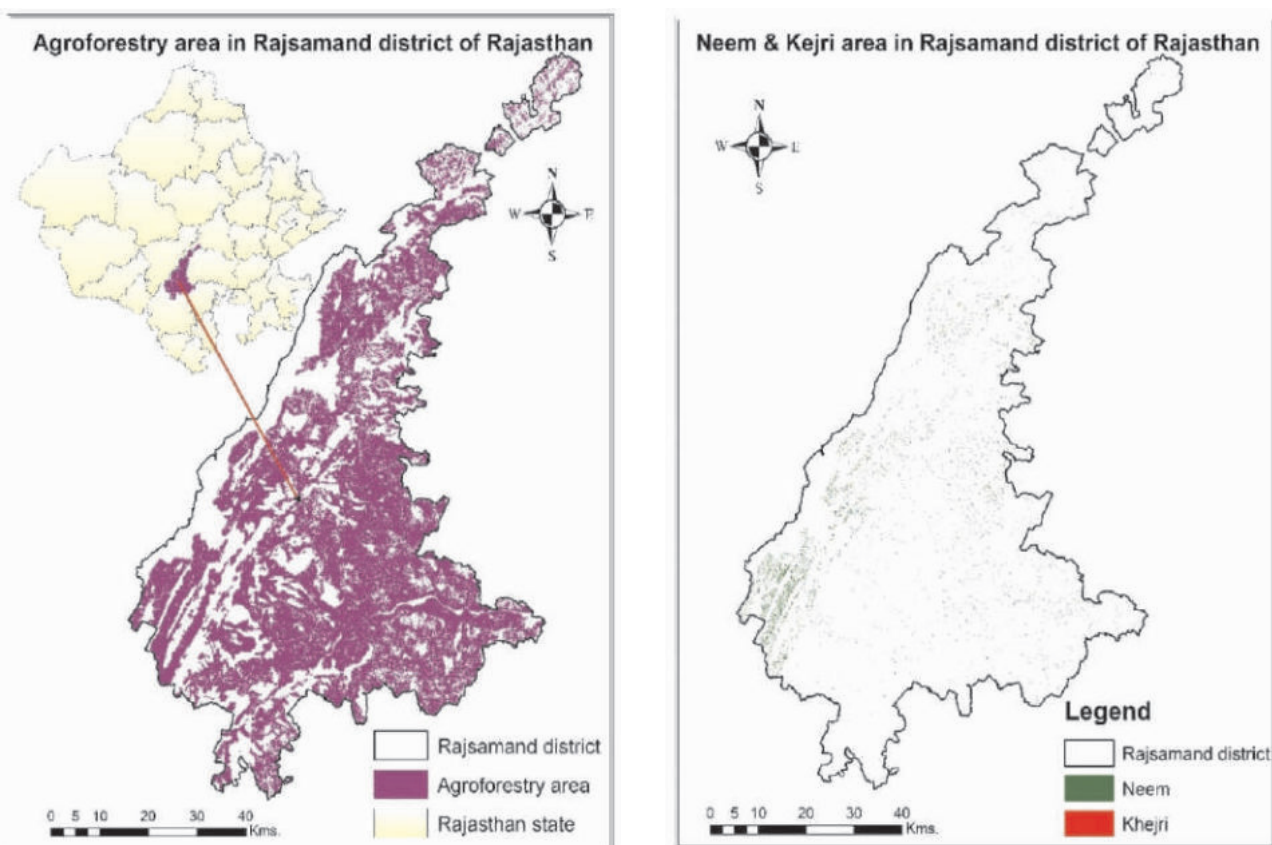 Agroforestry area in Rajsamand district of Rajasthan
N
W E
S
Rajsamand district
Agroforestry area
Rajasthan state
0 5 10 20 30 40
Kms.
Neem & Kejri area in Rajsamand district of Rajasthan
N
W E
S
Legend
Rajsamand district
Neem
Khejri
0 5 10 20 30 40
Kms.